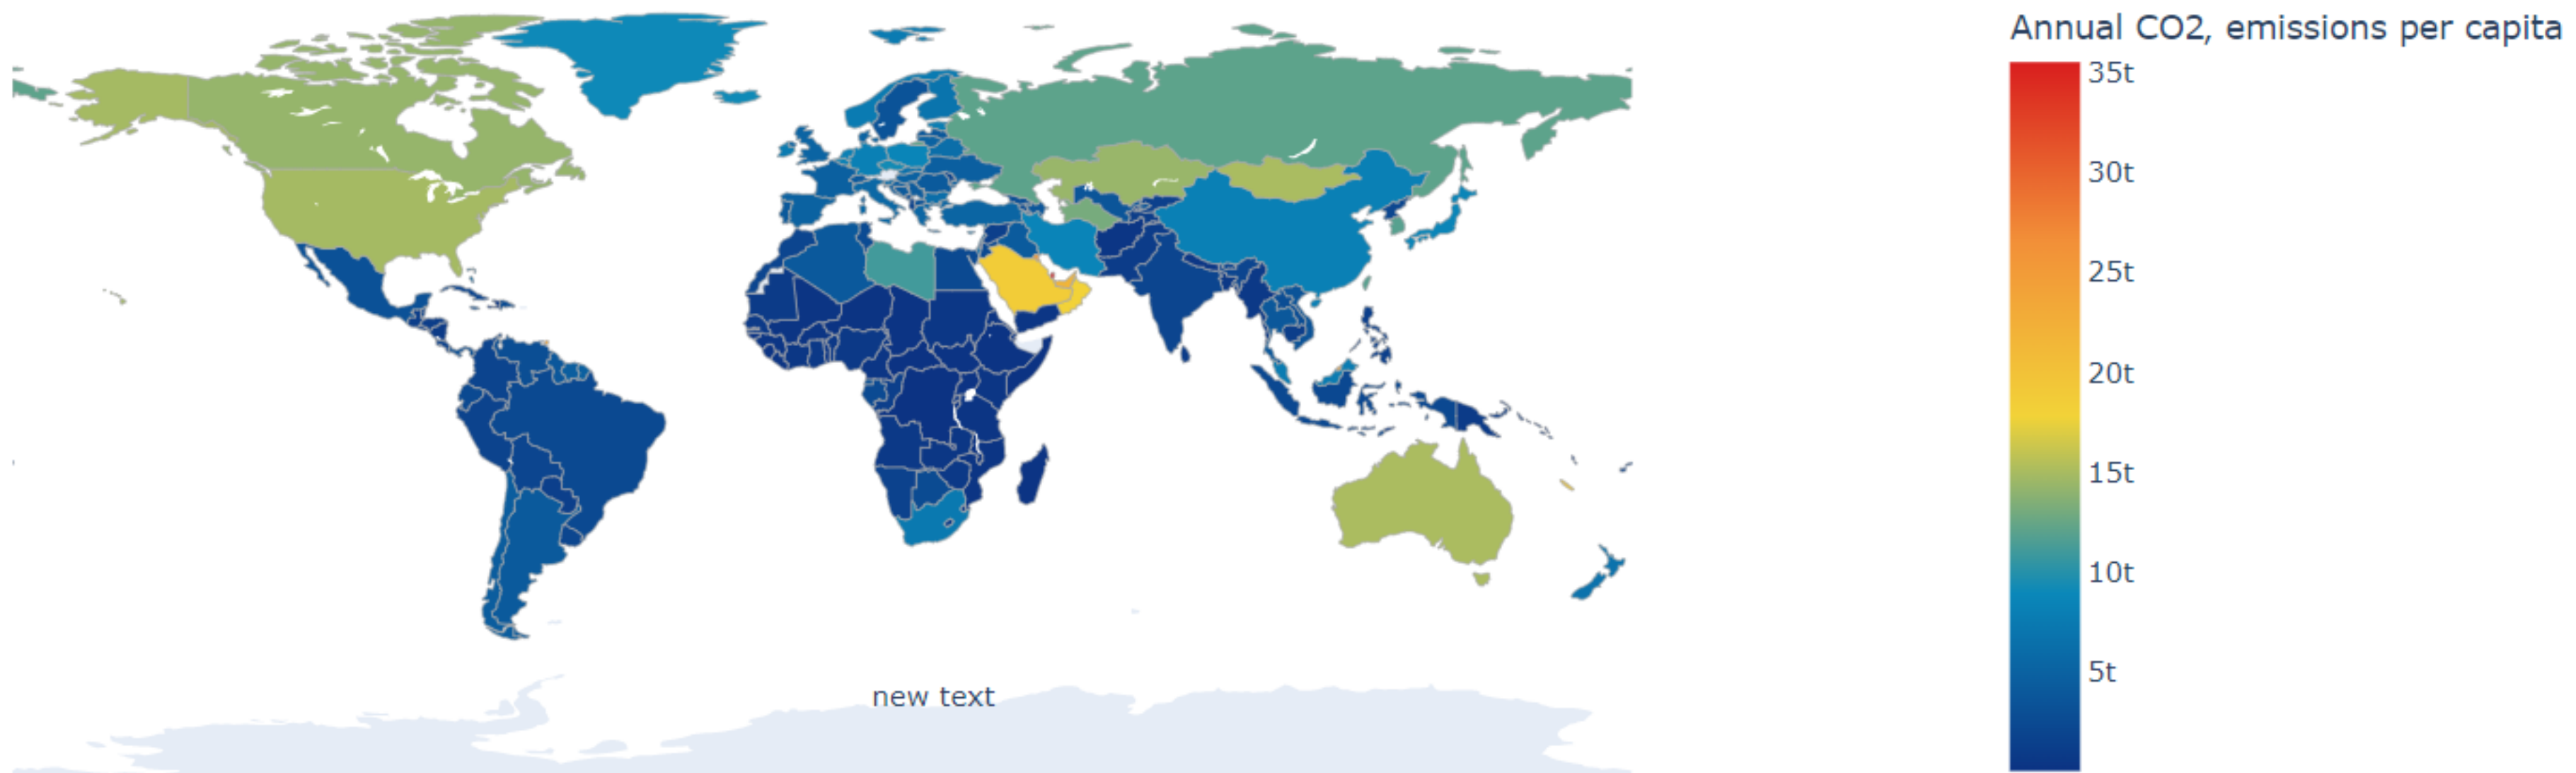 Annual CO2, emissions per capita
35t
30t
25t
20t
15t
10t
5t
new text